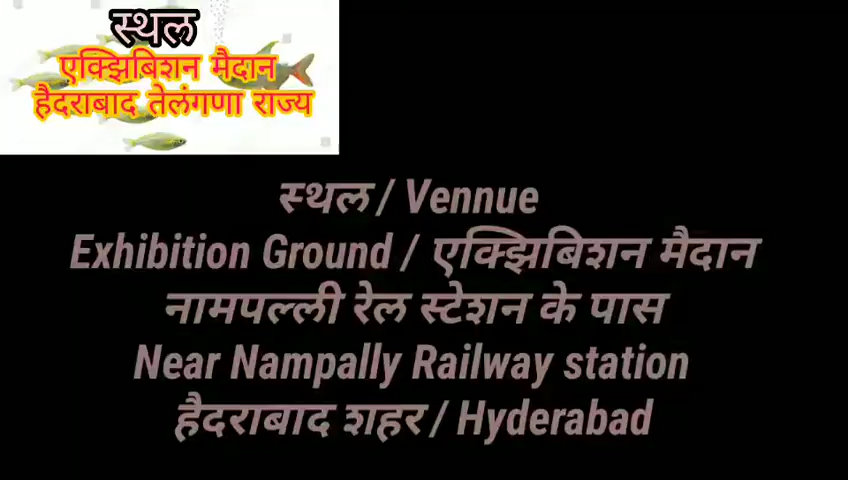 स्थल
एक्झिबिशन मैदान
हैदराबाद तेलंगणा राज्य
स्थल / Vennue
Exhibition Ground / एक्झिबिशन मैदान
नामपल्ली रेल स्टेशन के पास
Near Nampally Railway station
हैदराबाद शहर / Hyderabad